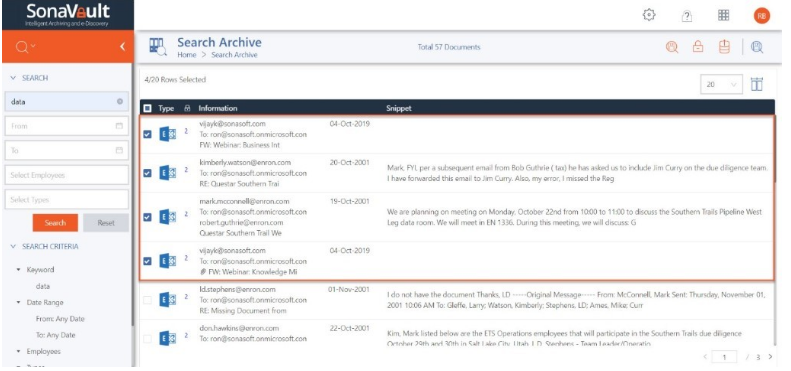 SonaVault
Intelligent Archiving and e-Discovery
RB
Search Archive
Home > Search Archive
Total 57 Documents
SEARCH
data
From
To
Select Employees
Select Types
Search Reset
SEARCH CRITERIA
Keyword
data
Date Range
From: Any Date
To: Any Date
Employees
4/20 Rows Selected
20
Type Information Snippet
2 vijayk@sonasoft.com 04-Oct-2019
To: ron@sonasoft.onmicrosoft.con
FW: Webinar: Business Int
kimberly.watson@enron.com 20-Oct-2001
2 To: ron@sonasoft.onmicrosoft.con
RE: Questar Southern Trai
Mark, FYI, per a subsequent email from Bob Guthrie ( tax) he has asked us to include Jim Curry on the due diligence team.
I have forwarded this email to Jim Curry. Also, my error, I missed the Reg
mark.mcconnell@enron.com 19-Oct-2001
2 To: ron@sonasoft.onmicrosoft.con
robert.guthrie@enron.com
Questar Southern Trail We
We are planning on meeting on Monday, October 22nd from 10:00 to 11:00 to discuss the Southern Trails Pipeline West
Leg data room. We will meet in EN 1336. During this meeting, we will discuss: G
vijayk@sonasoft.com 04-Oct-2019
2 To: ron@sonasoft.onmicrosoft.con
FW: Webinar: Knowledge Mi
ld.stephens@enron.com 01-Nov-2001
2 To: ron@sonasoft.onmicrosoft.con
RE: Missing Document from
I do not have the document Thanks, LD -----Original Message----- From: McConnell, Mark Sent: Thursday, November 01,
2001 10:06 AM To: Gleffe, Larry; Watson, Kimberly; Stephens, LD; Ames, Mike; Curr
don.hawkins@enron.com 22-Oct-2001
2 To: ron@sonasoft.onmicrosoft.con
Kim, Mark listed below are the ETS Operations employees that will participate in the Southern Trails due diligence
October 29th and 30th in Salt Lake City, Utah. L.D. Stephens - Team Leader/Operatio
1 / 3